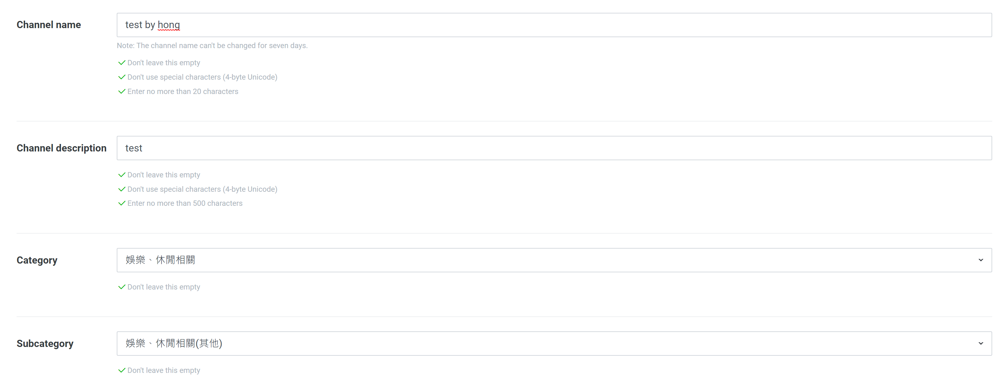 Channel name
test by hong
Note: The channel name can't be changed for seven days.
Don't leave this empty
Don't use special characters (4-byte Unicode)
Enter no more than 20 characters
Channel description
test
Don't leave this empty
Don't use special characters (4-byte Unicode)
Enter no more than 500 characters
Category
娛樂、休閒相關
Don't leave this empty
Subcategory
娛樂、休閒相關(其他)
Don't leave this empty